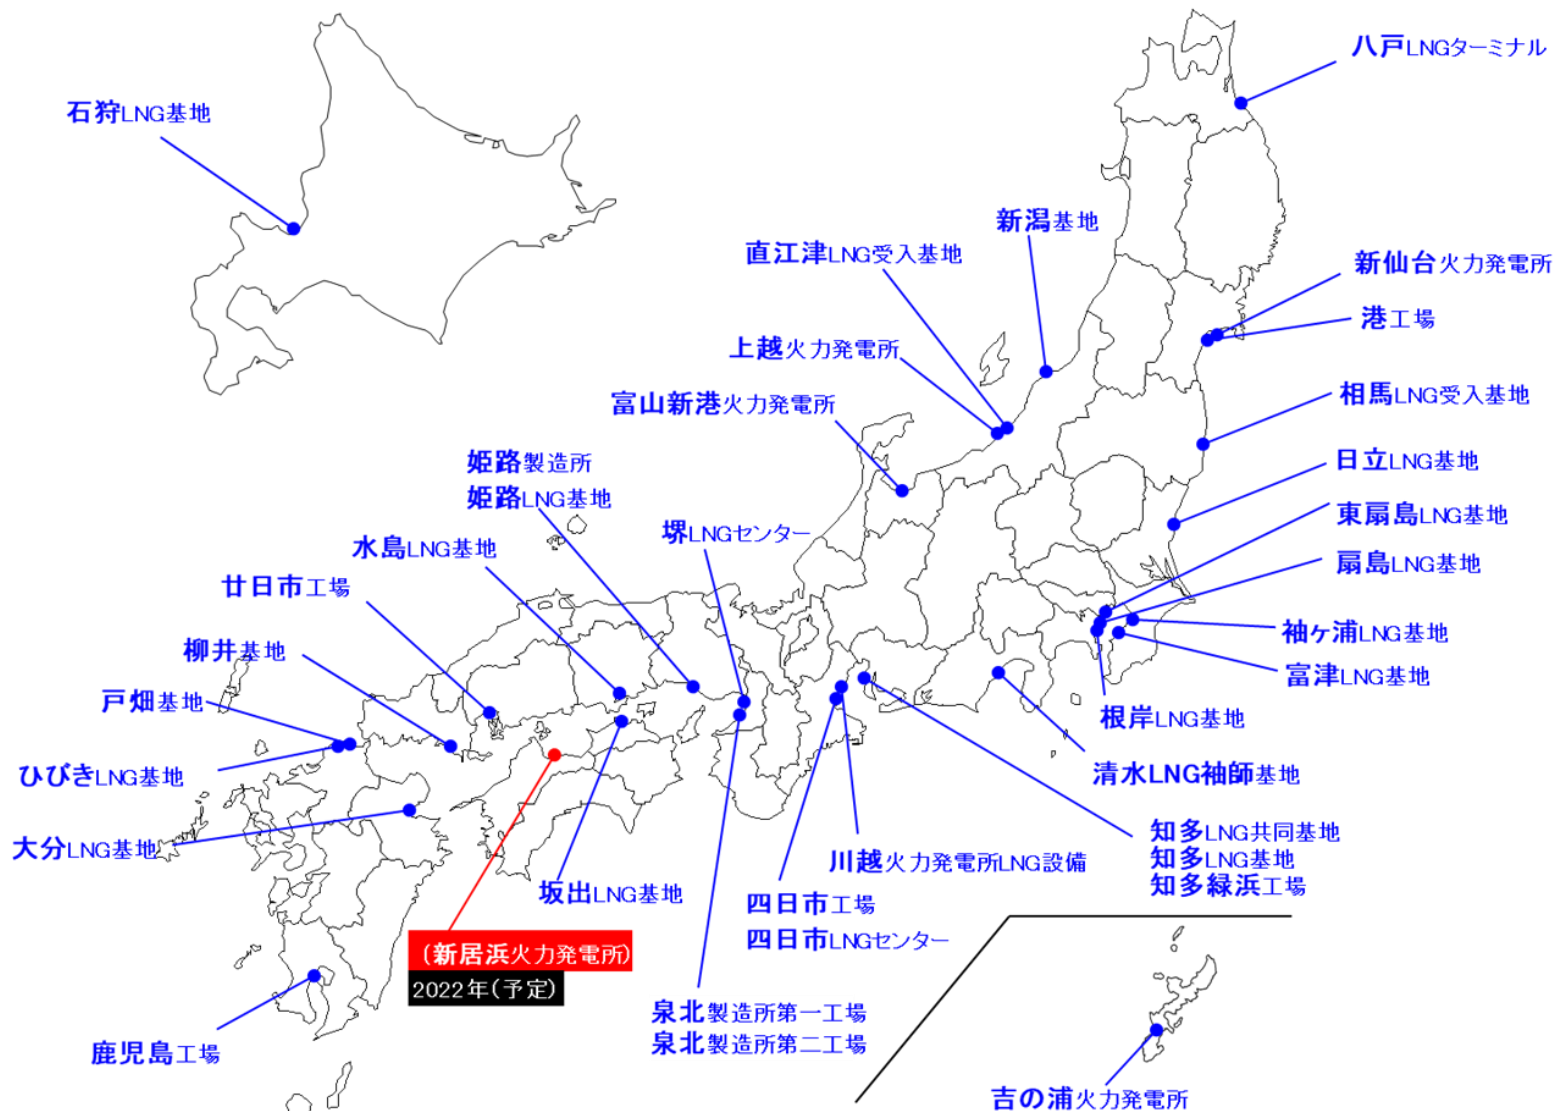 八戸LNGターミナル
石狩LNG基地
新潟基地
直江津LNG受入基地
新仙台火力発電所
港工場
上越火力発電所
富山新港火力発電所
相馬LNG受入基地
姫路製造所
日立LNG基地
姫路LNG基地
東扇島LNG基地
堺LNGセンター
水島LNG基地
扇島LNG基地
廿日市工場
袖ヶ浦LNG基地
柳井基地
富津LNG基地
戸畑基地
根岸LNG基地
ひびきLNG基地
清水LNG袖師基地
知多LNG共同基地
知多LNG基地
知多緑浜工場
大分LNG基地
川越火力発電所LNG設備
坂出LNG基地
四日市工場
四日市LNGセンター
(新居浜火力発電所)
2022年(予定)
泉北製造所第一工場
泉北製造所第二工場
鹿児島工場
吉の浦火力発電所